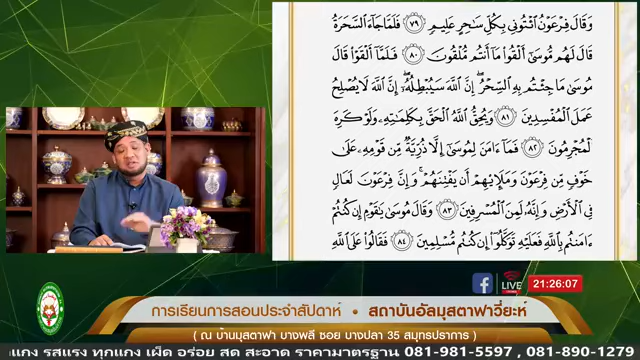 وَقَالَ فِرْعَوْنُ ٱئْتُونِى بِكُلِّ سَٰحِرٍ عَلِيمٍ ٧٩ فَلَمَّا جَآءَ ٱلسَّحَرَةُ
قَالَ لَهُم مُّوسَىٰٓ أَلْقُوا۟ مَآ أَنتُم مُّلْقُونَ ٨٠ فَلَمَّآ أَلْقَوْا۟ قَالَ
مُوسَىٰ مَا جِئْتُم بِهِ ٱلسِّحْرُ ۖ إِنَّ ٱللَّهَ سَيُبْطِلُهُۥٓ ۖ إِنَّ ٱللَّهَ لَا يُصْلِحُ
عَمَلَ ٱلْمُفْسِدِينَ ٨١ وَيُحِقُّ ٱللَّهُ ٱلْحَقَّ بِكَلِمَٰتِهِۦ وَلَوْ كَرِهَ
ٱلْمُجْرِمُونَ ٨٢ فَمَآ ءَامَنَ لِمُوسَىٰٓ إِلَّا ذُرِّيَّةٌ مِّن قَوْمِهِۦ عَلَىٰ
خَوْفٍ مِّن فِرْعَوْنَ وَمَلَإِي۟هِمْ أَن يَفْتِنَهُمْ ۚ وَإِنَّ فِرْعَوْنَ لَعَالٍ
فِى ٱلْأَرْضِ وَإِنَّهُۥ لَمِنَ ٱلْمُسْرِفِينَ ٨٣ وَقَالَ مُوسَىٰ يَٰقَوْمِ إِن كُنتُمْ
ءَامَنتُم بِٱللَّهِ فَعَلَيْهِ تَوَكَّلُوٓا۟ إِن كُنتُم مُّسْلِمِينَ ٨٤ فَقَالُوا۟ عَلَى ٱللَّهِ
LIVE 21:26:07
การเรียนการสอนประจำสัปดาห์ • สถาบันอัลมุสตาฟาวียะห์
( ณ บ้านมุสตาฟา บางพลี ซอย บางปลา 35 สมุทรปราการ )
แกง รสแรง ทุกแกง เผ็ด อร่อย สด สะอาด ราคามาตรฐาน 081-981-5597 , 081-890-1279